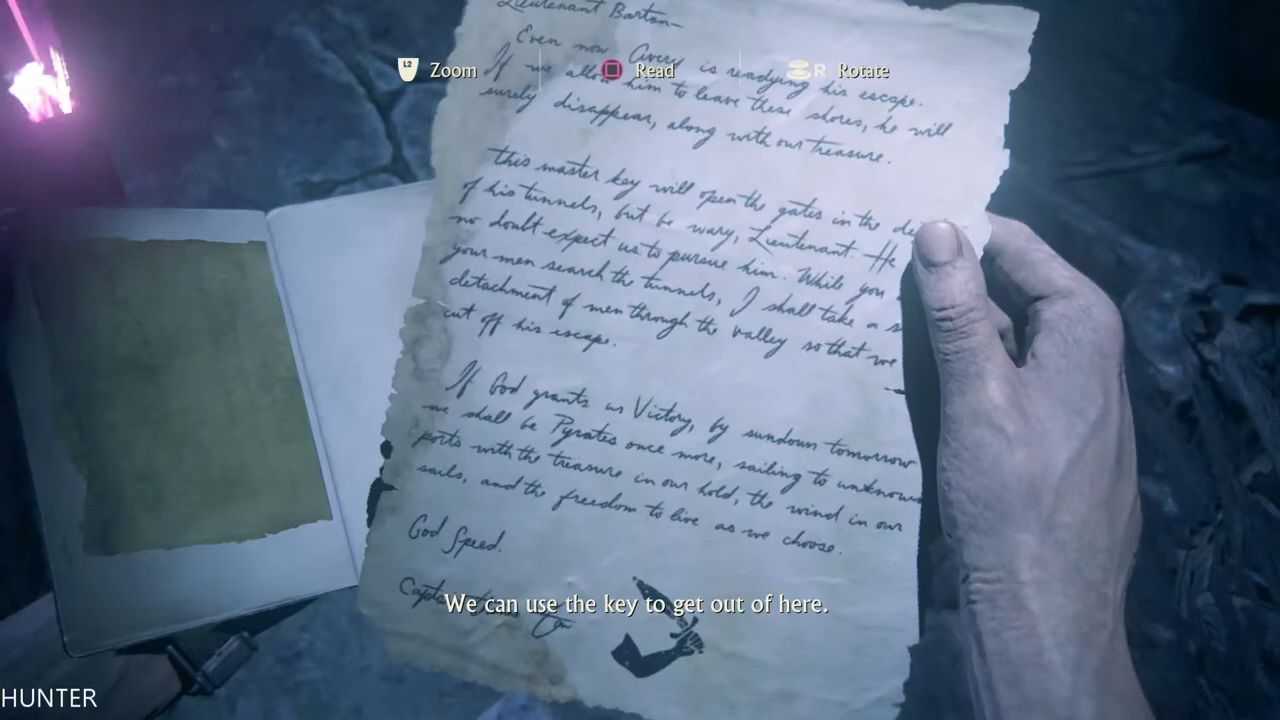 Lieutenant Barton—
Even now Avery is readying his escape.
If we allow him to leave these shores, he will
surely disappear, along with our treasure.
this master key will open the gates in the
of his tunnels, but be wary, Lieutenant. He
no doubt expect us to pursue him. While you
your men search the tunnels, I shall take a
detachment of men through the valley so that we
cut off his escape.
If God grants us Victory, by sundown tomorrow
we shall be Pyrates once more, sailing to unknown
ports with the treasure in our hold, the wind in our
sails, and the freedom to live as we choose.
God Speed.
L2 Zoom
Read
R Rotate
We can use the key to get out of here.
HUNTER